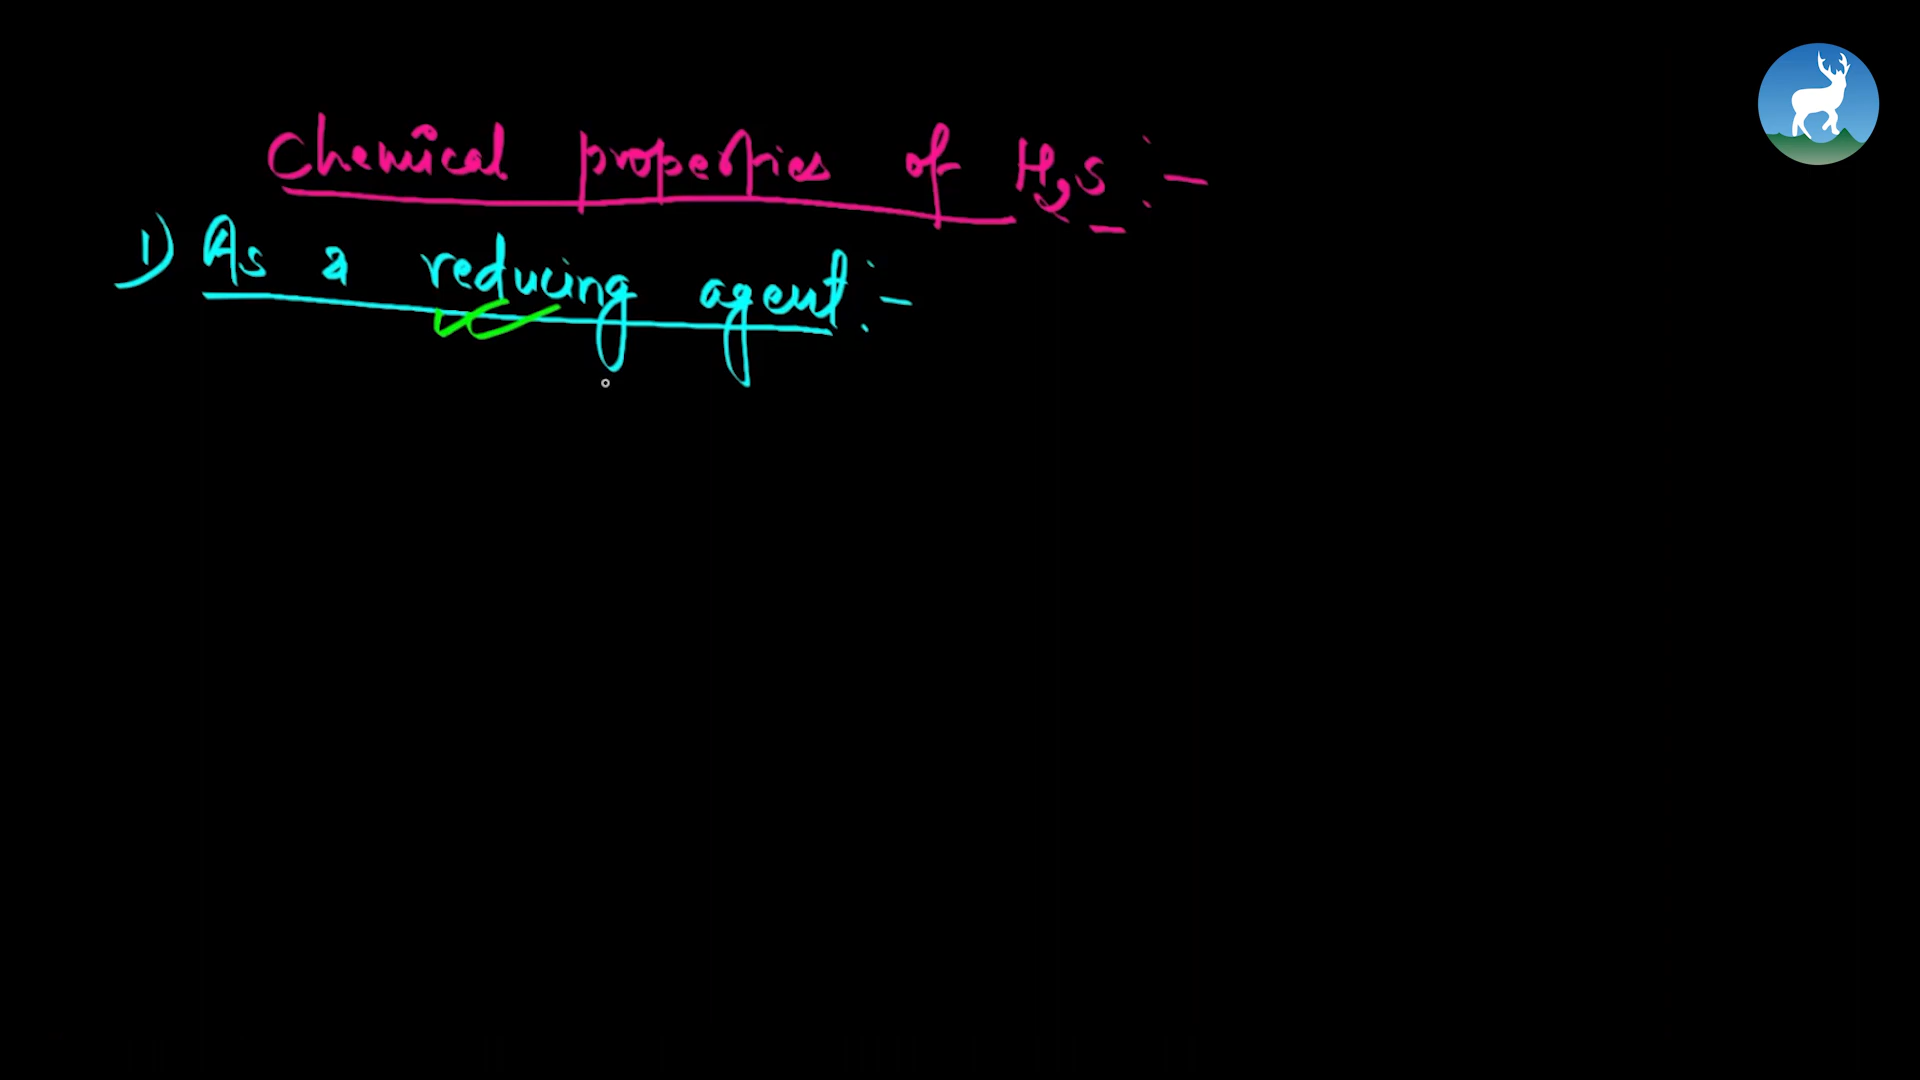 Chemical properties of H₂S :-
1) As a reducing agent :-